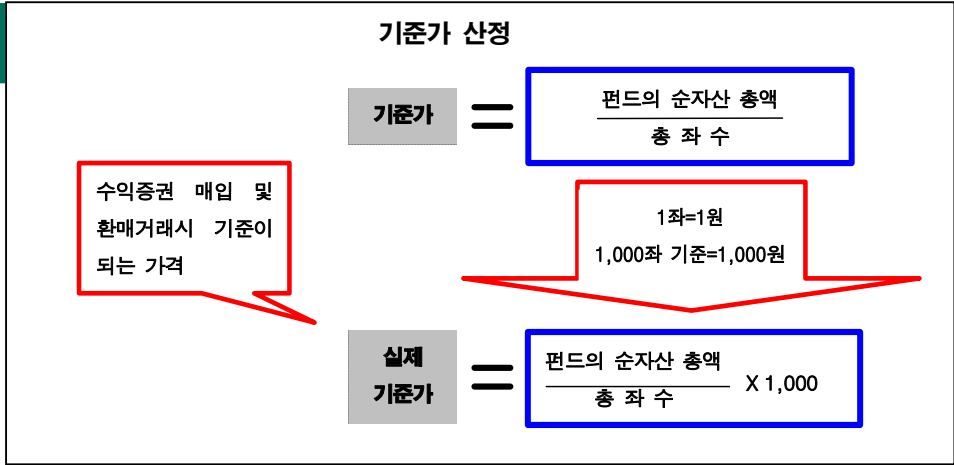 기준가 산정
기준가 = 펀드의 순자산 총액
총 좌 수
수익증권 매입 및
환매거래시 기준이
되는 가격
1좌=1원
1,000좌 기준=1,000원
실제
기준가 = 펀드의 순자산 총액
총 좌 수
X 1,000